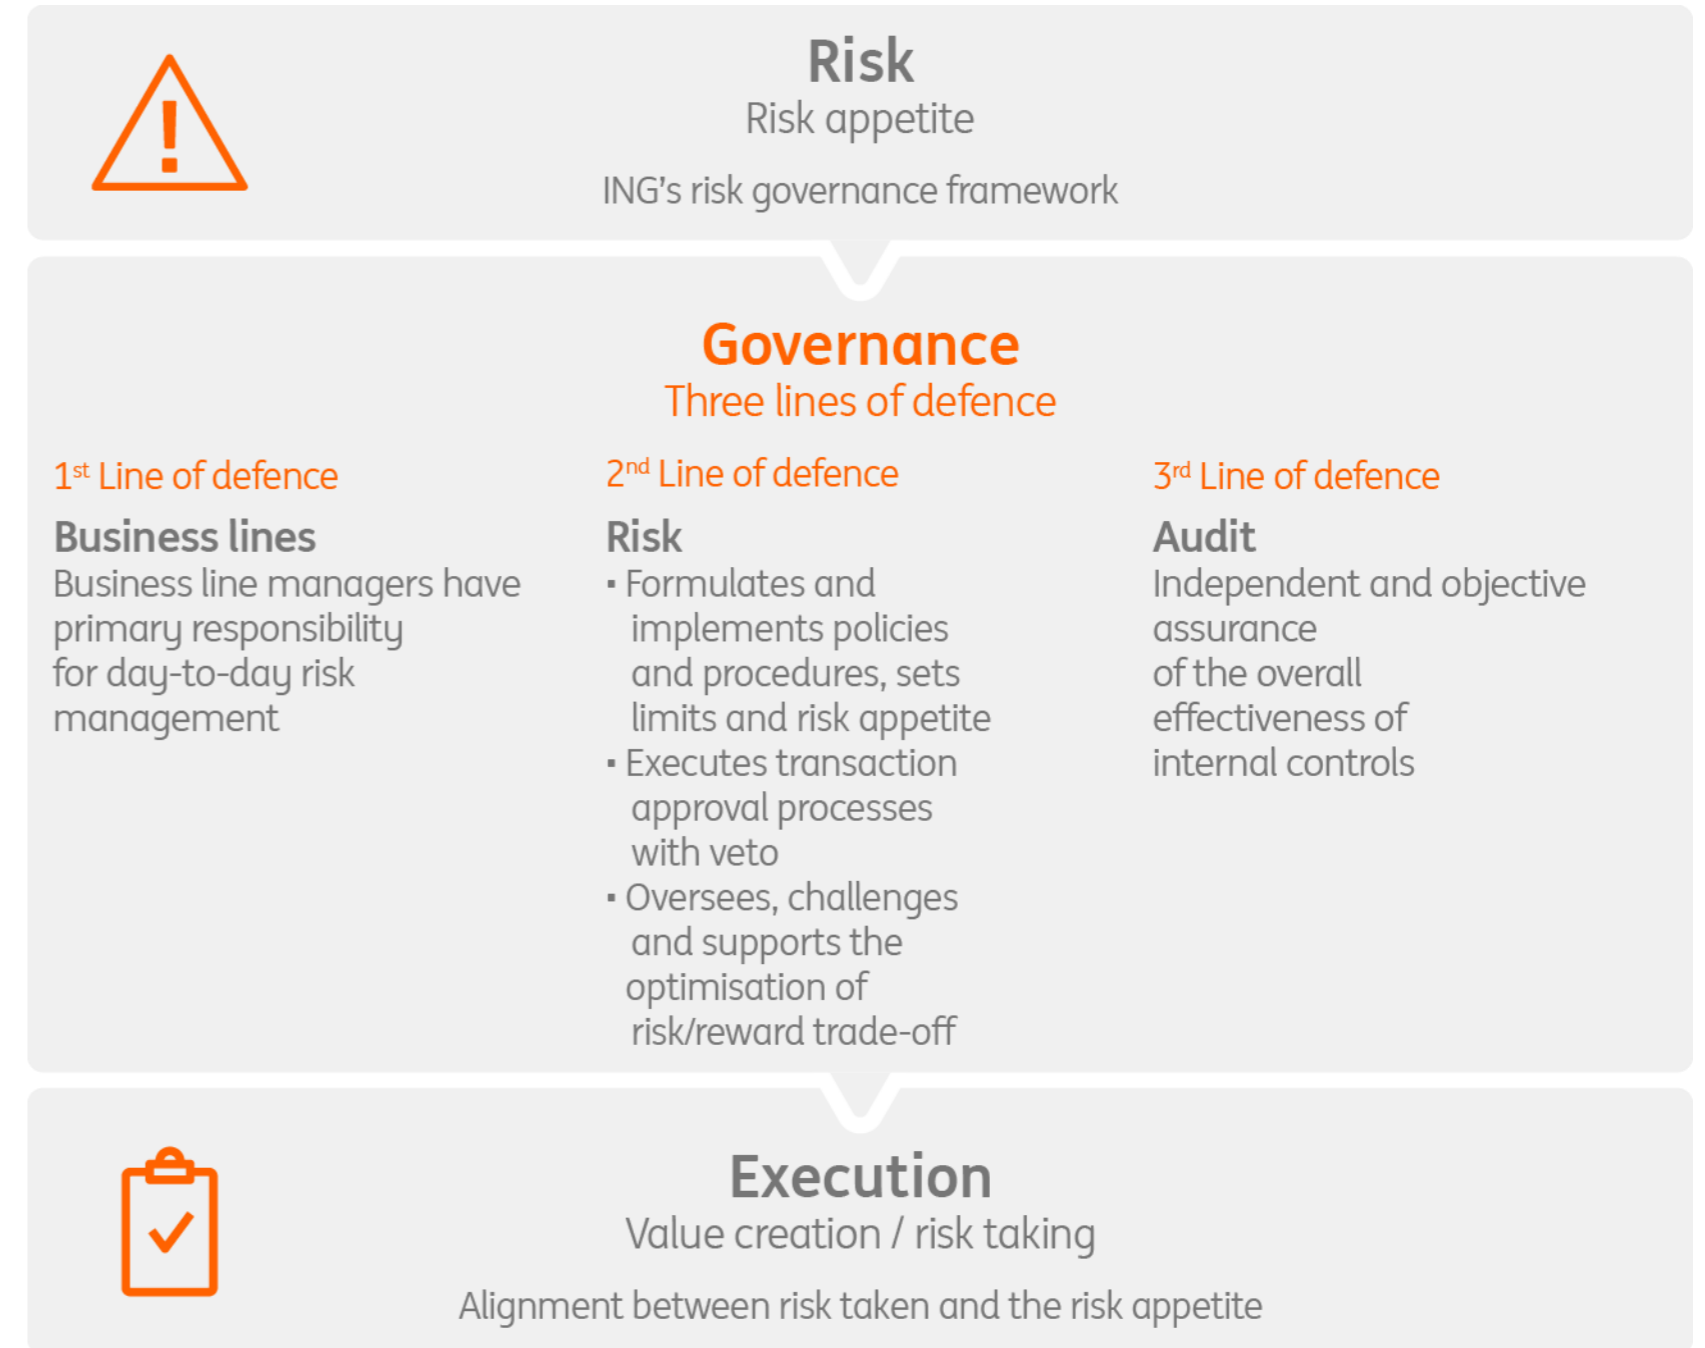 Risk
Risk appetite
ING's risk governance framework
Governance
Three lines of defence
1st Line of defence
Business lines
Business line managers have
primary responsibility
for day-to-day risk
management
2nd Line of defence
Risk
▪ Formulates and
implements policies
and procedures, sets
limits and risk appetite
▪ Executes transaction
approval processes
with veto
▪ Oversees, challenges
and supports the
optimisation of
risk/reward trade-off
3rd Line of defence
Audit
Independent and objective
assurance
of the overall
effectiveness of
internal controls
Execution
Value creation / risk taking
Alignment between risk taken and the risk appetite